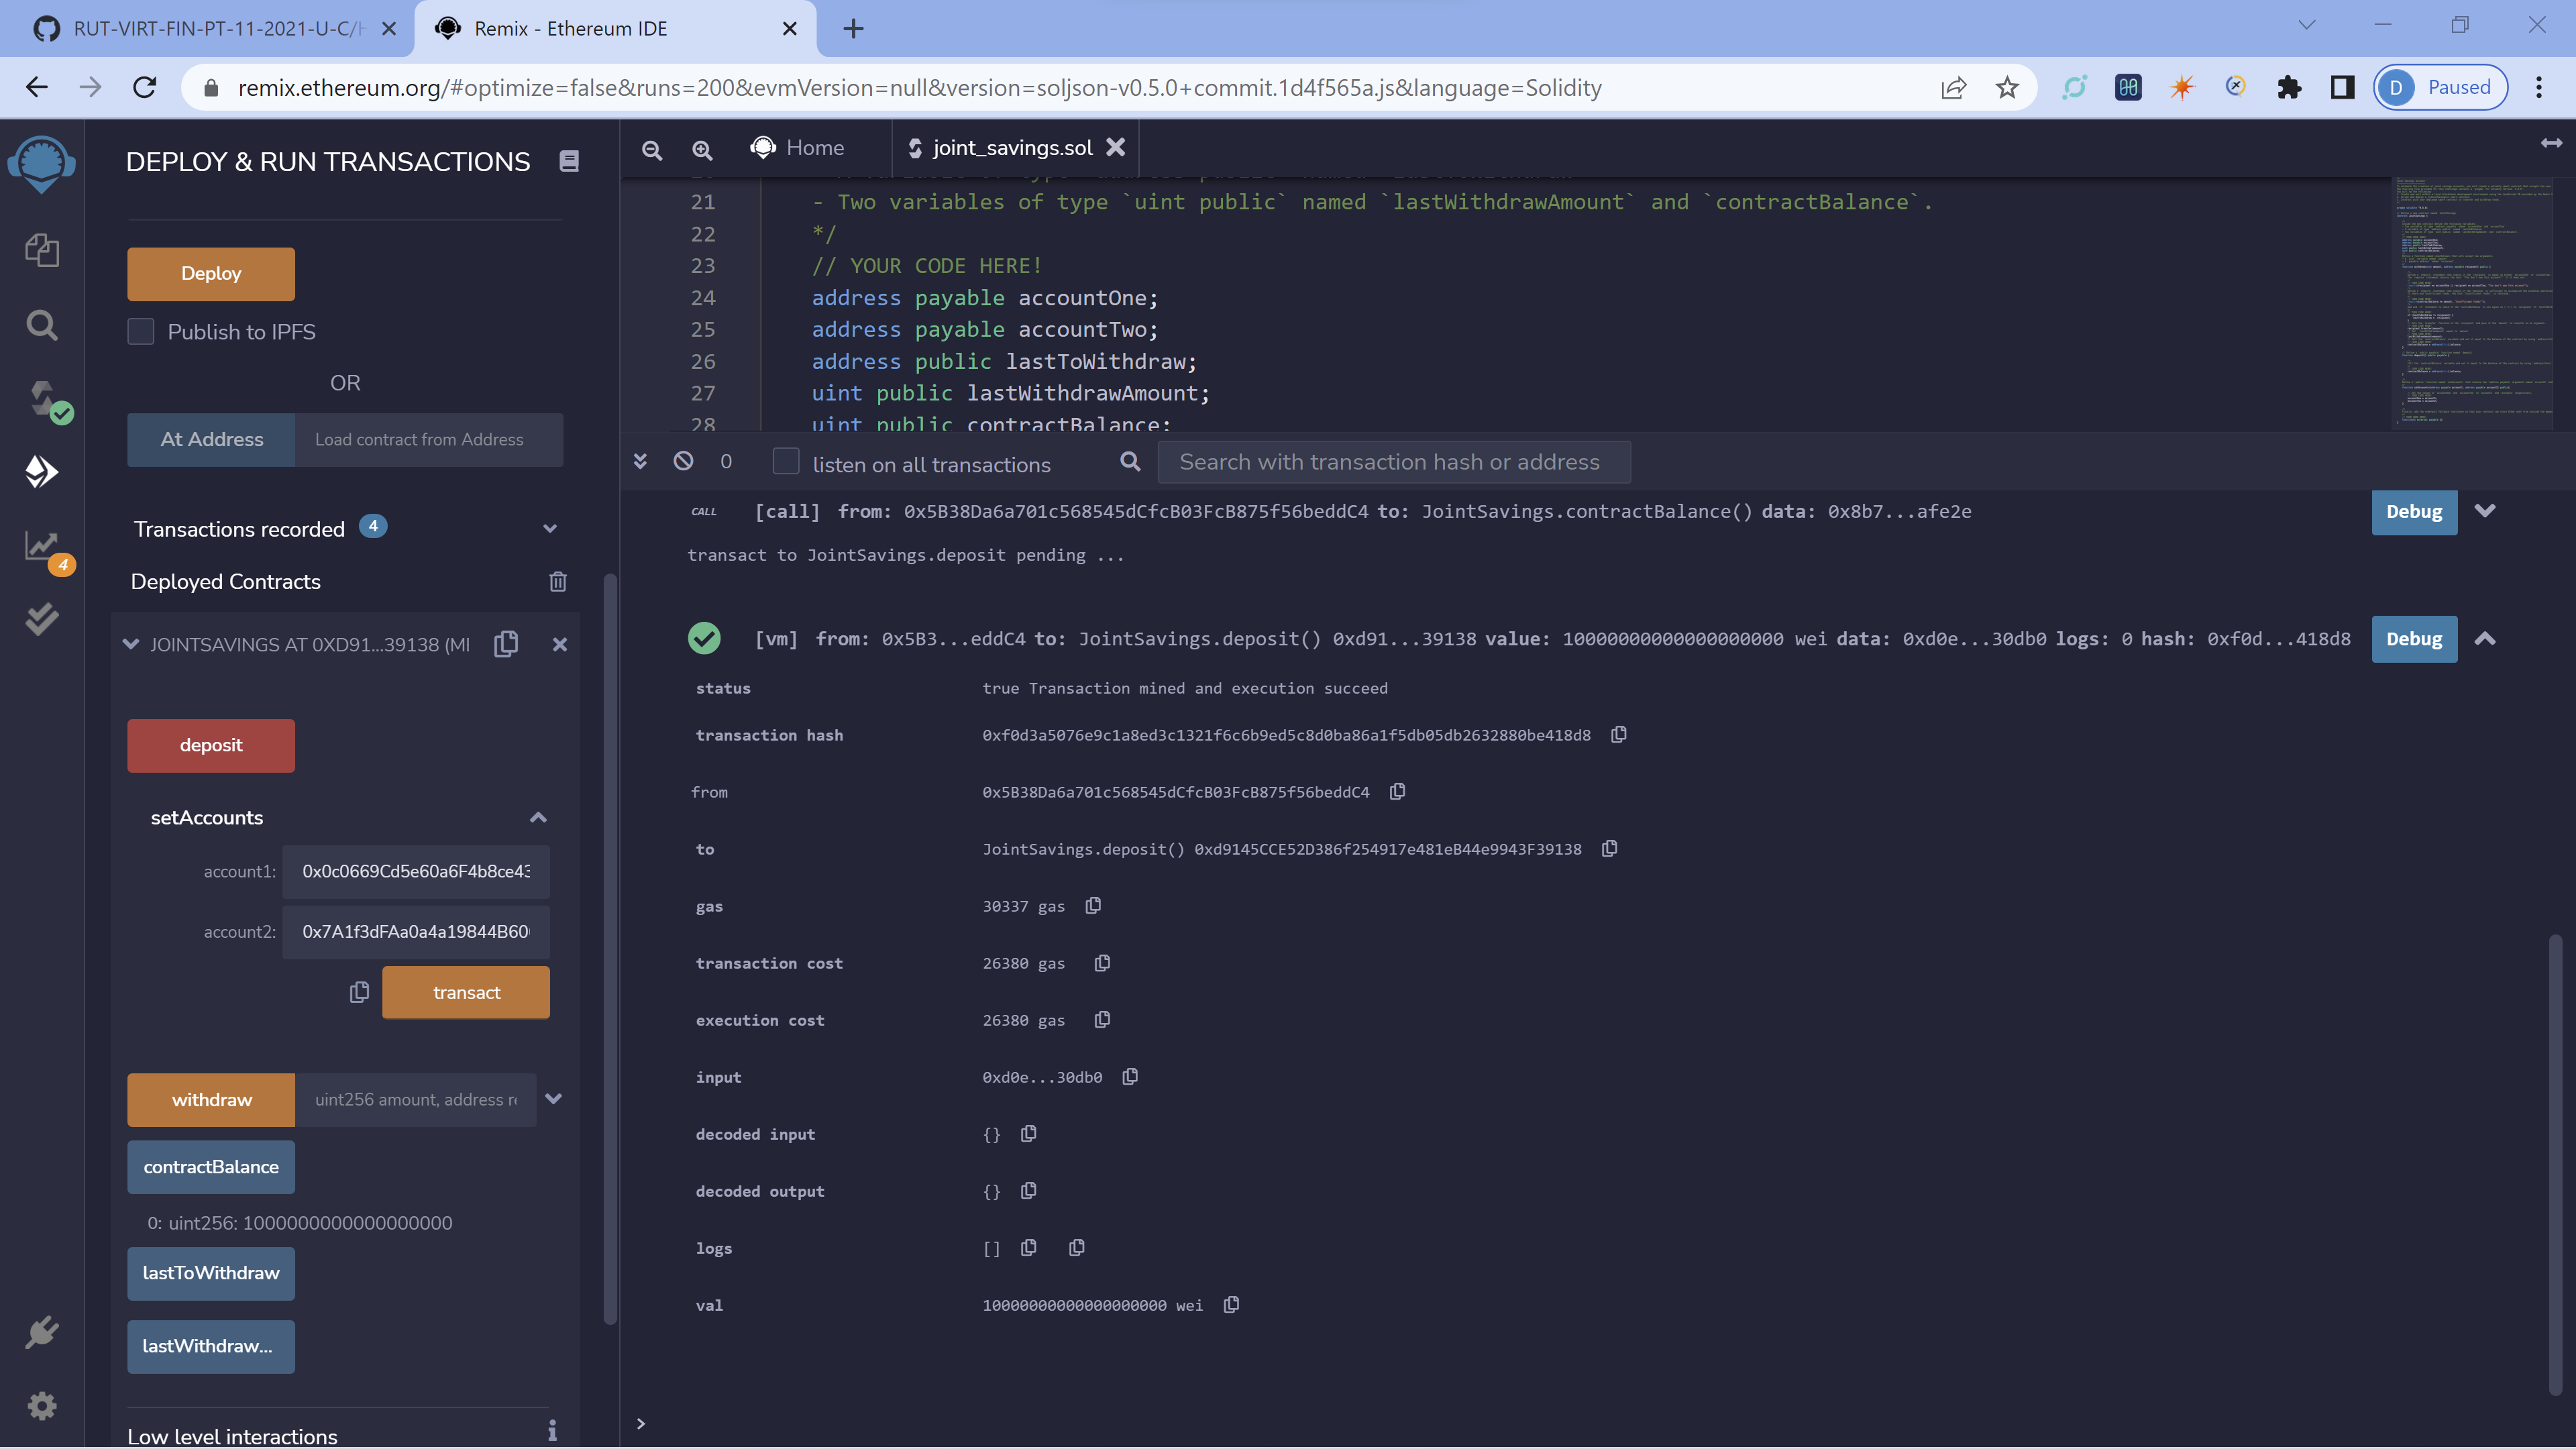 RUT-VIRT-FIN-PT-11-2021-U-C/
Remix - Ethereum IDE
remix.ethereum.org/#optimize=false&runs=200&evmVersion=null&version=soljson-v0.5.0+commit.1d4f565a.js&language=Solidity
D Paused
DEPLOY & RUN TRANSACTIONS
Deploy
Publish to IPFS
OR
At Address Load contract from Address
Transactions recorded 4
4
Deployed Contracts
JOINTSAVINGS AT 0XD91...39138 (MI
deposit
setAccounts
account1: 0x0c0669Cd5e60a6F4b8ce43
account2: 0x7A1f3dFAa0a4a19844B60
transact
withdraw uint256 amount, address re
contractBalance
0: uint256: 1000000000000000000
lastToWithdraw
lastWithdraw...
Low level interactions
Home joint_savings.sol
21 - Two variables of type `uint public` named `lastWithdrawAmount` and `contractBalance`.
22 */
23 // YOUR CODE HERE!
24 address payable accountOne;
25 address payable accountTwo;
26 address public lastToWithdraw;
27 uint public lastWithdrawAmount;
28 uint public contractBalance;
0 listen on all transactions Search with transaction hash or address
CALL [call] from: 0x5B38Da6a701c568545dCfcB03FcB875f56beddC4 to: JointSavings.contractBalance() data: 0x8b7...afe2e Debug
transact to JointSavings.deposit pending ...
[vm] from: 0x5B3...eddC4 to: JointSavings.deposit() 0xd91...39138 value: 10000000000000000000 wei data: 0xd0e...30db0 logs: 0 hash: 0xf0d...418d8 Debug
status true Transaction mined and execution succeed
transaction hash 0xf0d3a5076e9c1a8ed3c1321f6c6b9ed5c8d0ba86a1f5db05db2632880be418d8
from 0x5B38Da6a701c568545dCfcB03FcB875f56beddC4
to JointSavings.deposit() 0xd9145CCE52D386f254917e481eB44e9943F39138
gas 30337 gas
transaction cost 26380 gas
execution cost 26380 gas
input 0xd0e...30db0
decoded input {}
decoded output {}
logs []
val 10000000000000000000 wei
>